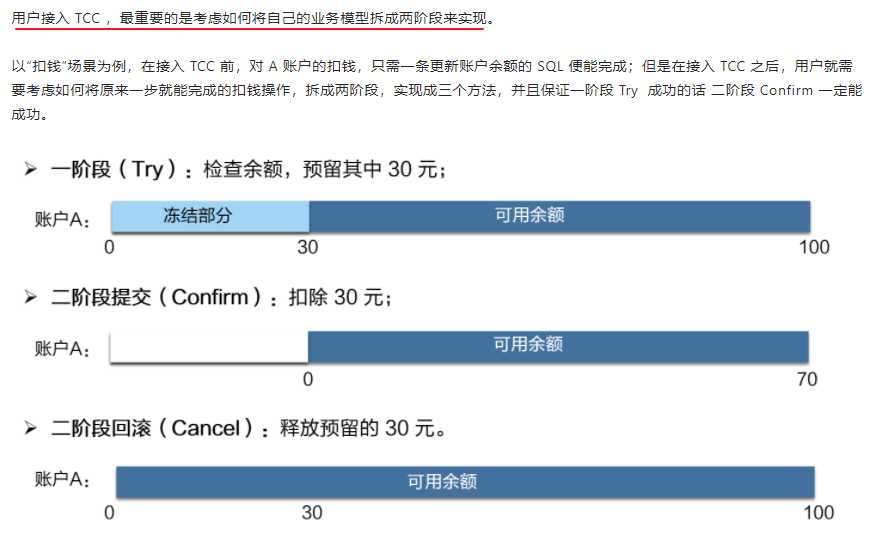 用户接入 TCC ，最重要的是考虑如何将自己的业务模型拆成两阶段来实现。
以“扣钱”场景为例，在接入 TCC 前，对 A 账户的扣钱，只需一条更新账户余额的 SQL 便能完成；但是在接入 TCC 之后，用户就需
要考虑如何将原来一步就能完成的扣钱操作，拆成两阶段，实现成三个方法，并且保证一阶段 Try 成功的话 二阶段 Confirm 一定能
成功。
➢ 一阶段（Try）：检查余额，预留其中 30 元；
账户A： 冻结部分 可用余额
0 30 100
➢ 二阶段提交（Confirm）：扣除 30 元；
账户A： 可用余额
0 70
➢ 二阶段回滚（Cancel）：释放预留的 30 元。
账户A： 可用余额
0 30 100